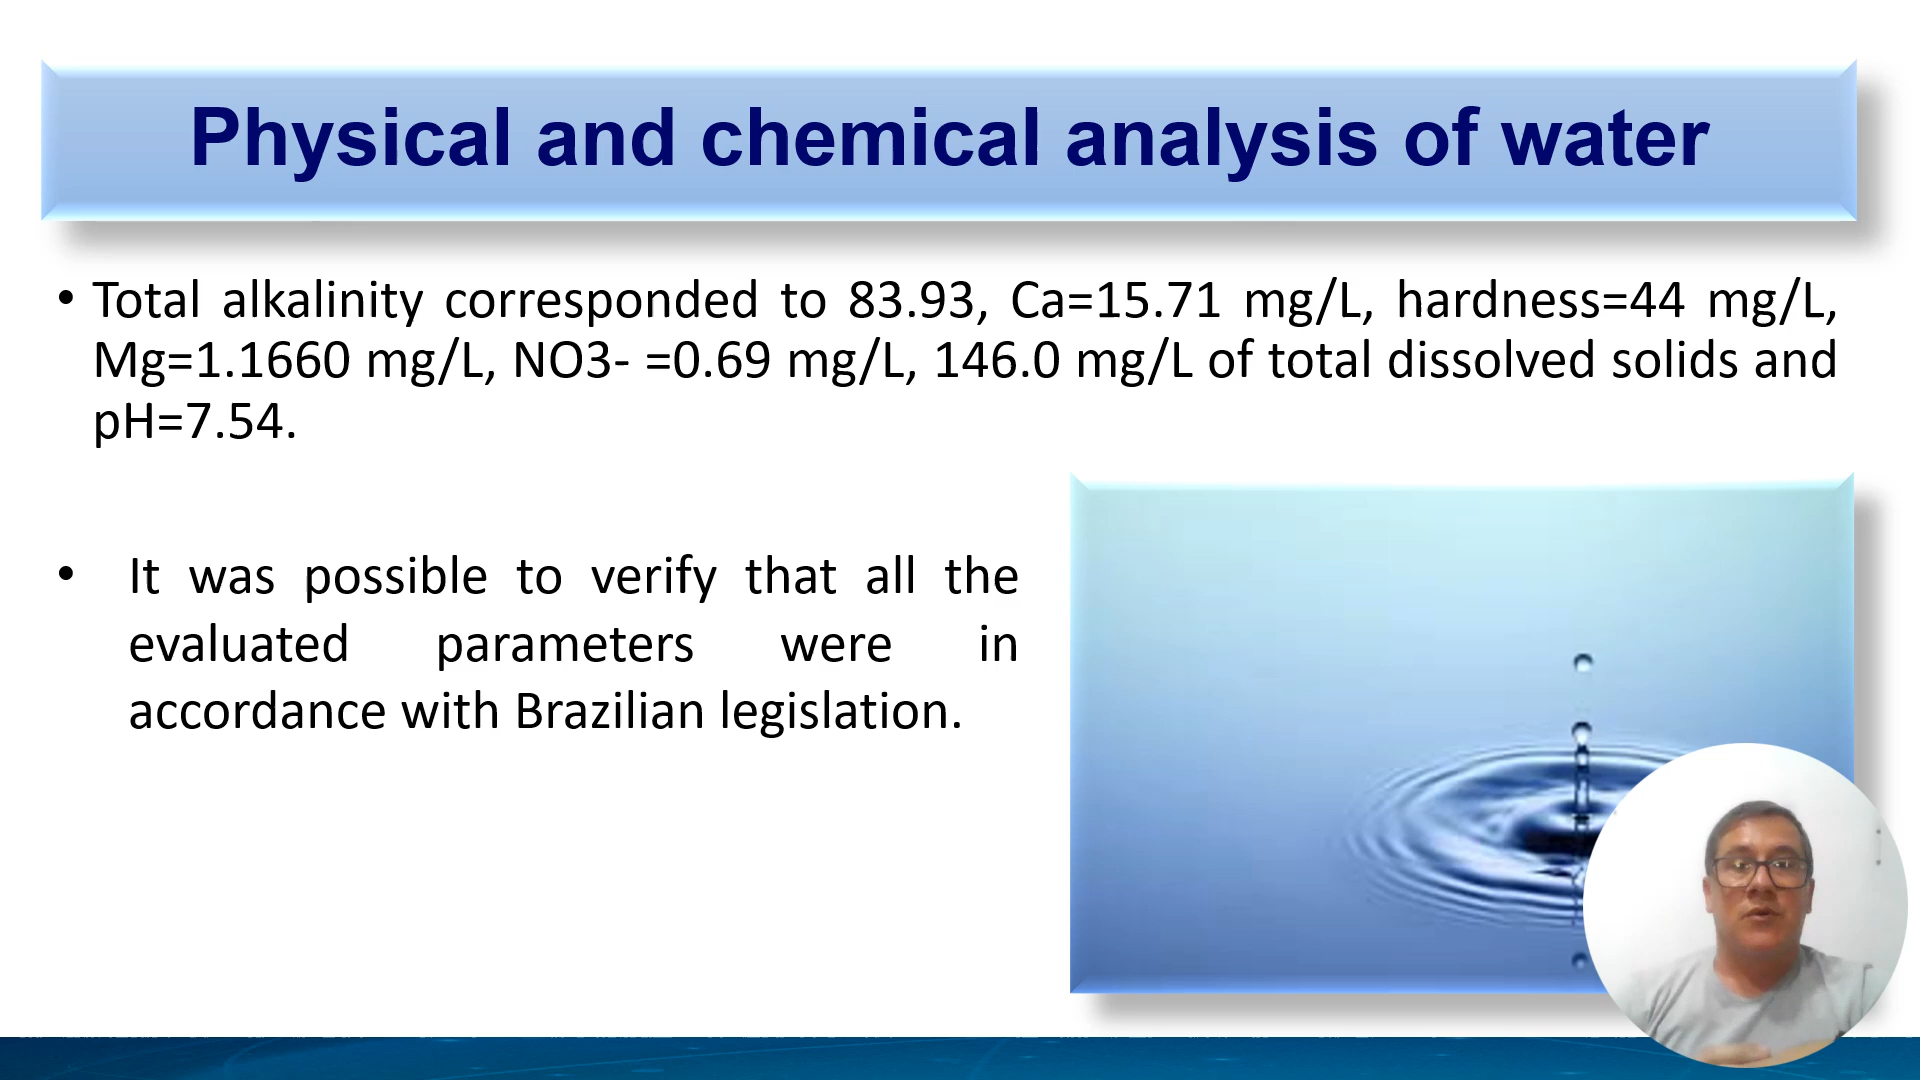 Physical and chemical analysis of water
• Total alkalinity corresponded to 83.93, Ca=15.71 mg/L, hardness=44 mg/L,
Mg=1.1660 mg/L, NO3- =0.69 mg/L, 146.0 mg/L of total dissolved solids and
pH=7.54.
• It was possible to verify that all the
evaluated parameters were in
accordance with Brazilian legislation.